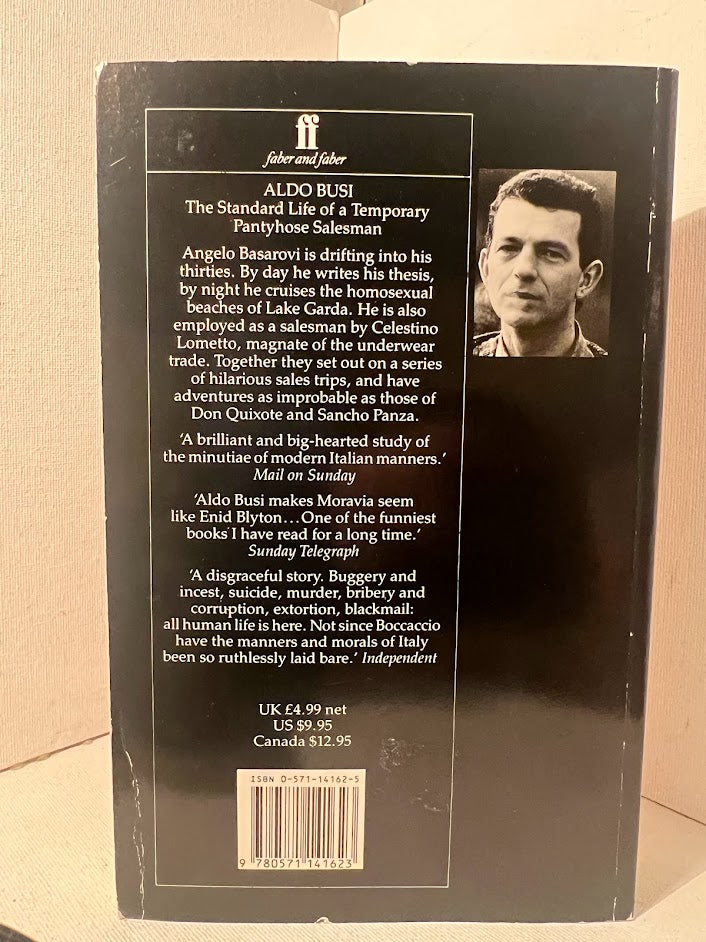 ff
faber and faber
ALDO BUSI
The Standard Life of a Temporary
Pantyhose Salesman
Angelo Basarovi is drifting into his
thirties. By day he writes his thesis,
by night he cruises the homosexual
beaches of Lake Garda. He is also
employed as a salesman by Celestino
Lometto, magnate of the underwear
trade. Together they set out on a series
of hilarious sales trips, and have
adventures as improbable as those of
Don Quixote and Sancho Panza.
‘A brilliant and big-hearted study of
the minutiae of modern Italian manners.’
Mail on Sunday
‘Aldo Busi makes Moravia seem
like Enid Blyton...One of the funniest
books I have read for a long time.’
Sunday Telegraph
‘A disgraceful story. Buggery and
incest, suicide, murder, bribery and
corruption, extortion, blackmail:
all human life is here. Not since Boccaccio
have the manners and morals of Italy
been so ruthlessly laid bare.’ Independent
UK £4.99 net
US $9.95
Canada $12.95
ISBN 0-571-14162-5
9 780571 141623